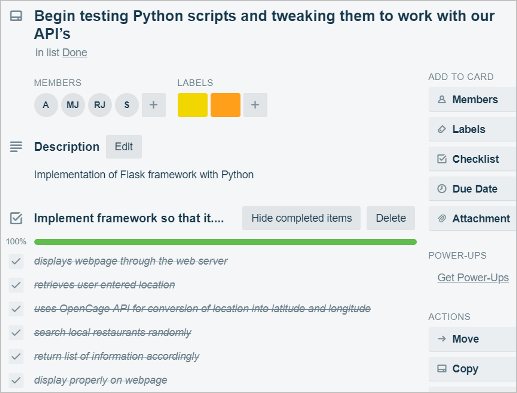 Begin testing Python scripts and tweaking them to work with our
API's
in list Done
MEMBERS
A MJ RJ S +
LABELS
+
Description Edit
Implementation of Flask framework with Python
Implement framework so that it.... Hide completed items Delete
100%
displays webpage through the web server
retrieves user entered location
uses OpenCage API for conversion of location into latitude and longitude
search local restaurants randomly
return list of information accordingly
display properly on webpage
ADD TO CARD
Members
Labels
Checklist
Due Date
Attachment
POWER-UPS
Get Power-Ups
ACTIONS
Move
Copy